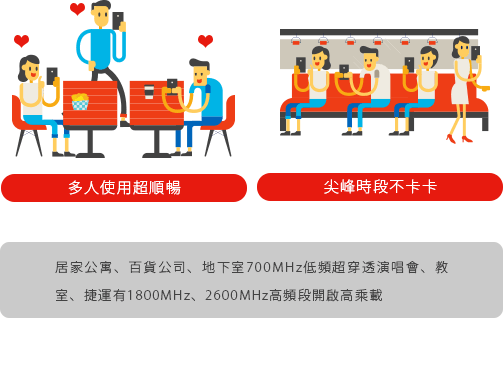 多人使用超順暢
尖峰時段不卡卡
居家公寓、百貨公司、地下室700MHz低頻超穿透演唱會、教
室、捷運有1800MHz、2600MHz高頻段開啟高乘載